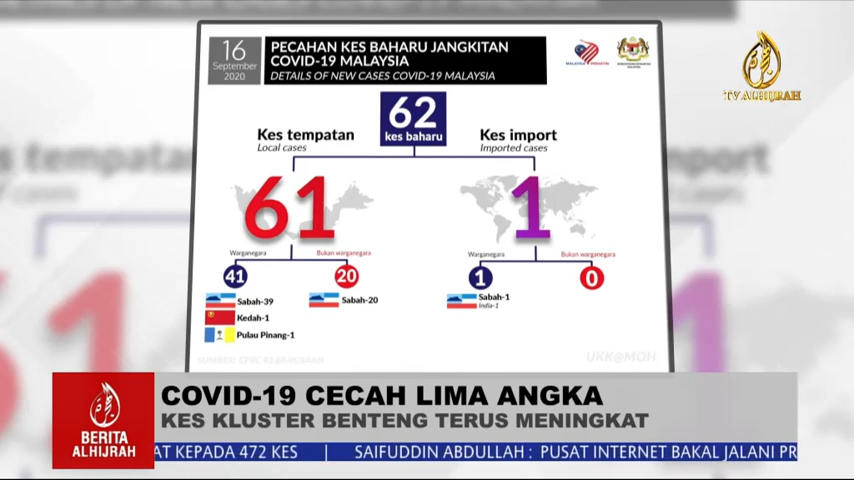 16
September
2020
PECAHAN KES BAHARU JANGKITAN
COVID-19 MALAYSIA
DETAILS OF NEW CASES COVID-19 MALAYSIA
MALAYSIA PRIHATIN
TV ALHIJRAH
62
kes baharu
Kes tempatan
Local cases
Kes import
Imported cases
61
1
Warganegara
Bukan warganegara
Warganegara
Bukan warganegara
41
20
1
0
Sabah-39
Kedah-1
Pulau Pinang-1
Sabah-20
Sabah-1
India-1
UKK@MOH
COVID-19 CECAH LIMA ANGKA
KES KLUSTER BENTENG TERUS MENINGKAT
BERITA
ALHIJRAH
AT KEPADA 472 KES | SAIFUDDIN ABDULLAH : PUSAT INTERNET BAKAL JALANI PR